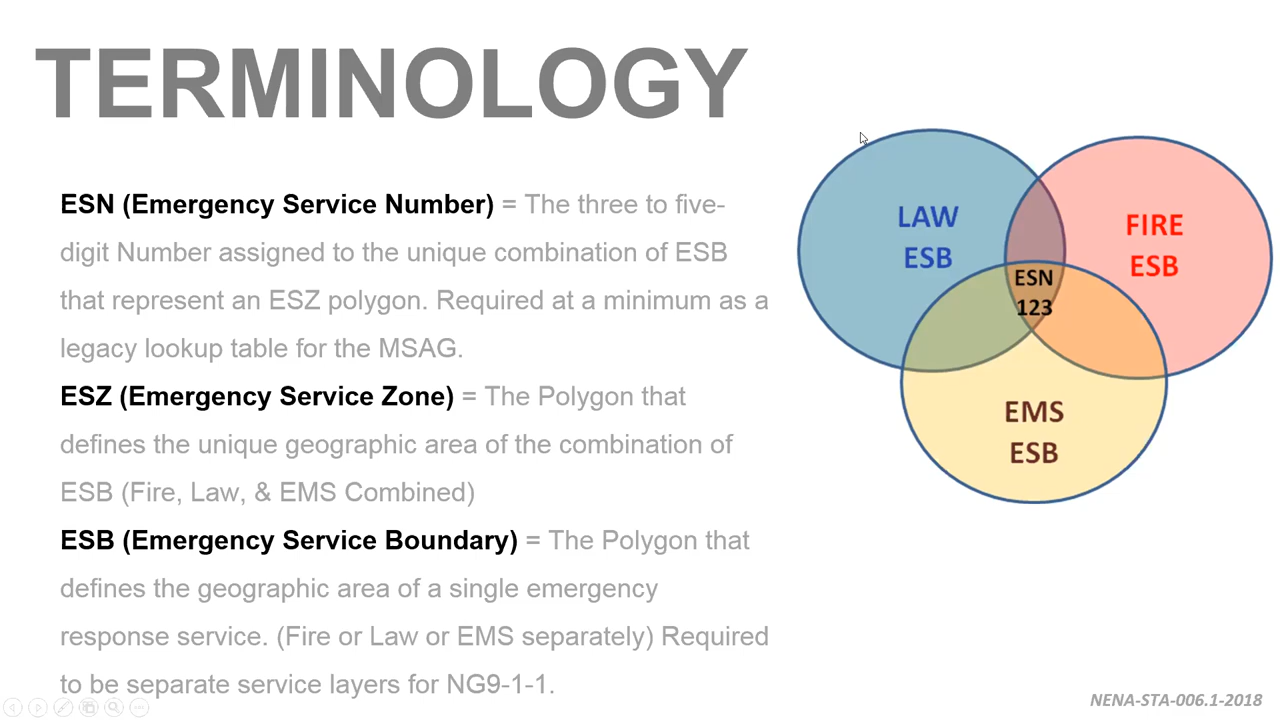 TERMINOLOGY
ESN (Emergency Service Number) = The three to five-
digit Number assigned to the unique combination of ESB
that represent an ESZ polygon. Required at a minimum as a
legacy lookup table for the MSAG.
ESZ (Emergency Service Zone) = The Polygon that
defines the unique geographic area of the combination of
ESB (Fire, Law, & EMS Combined)
ESB (Emergency Service Boundary) = The Polygon that
defines the geographic area of a single emergency
response service. (Fire or Law or EMS separately) Required
to be separate service layers for NG9-1-1.
LAW
ESB
FIRE
ESB
ESN
123
EMS
ESB
NENA-STA-006.1-2018